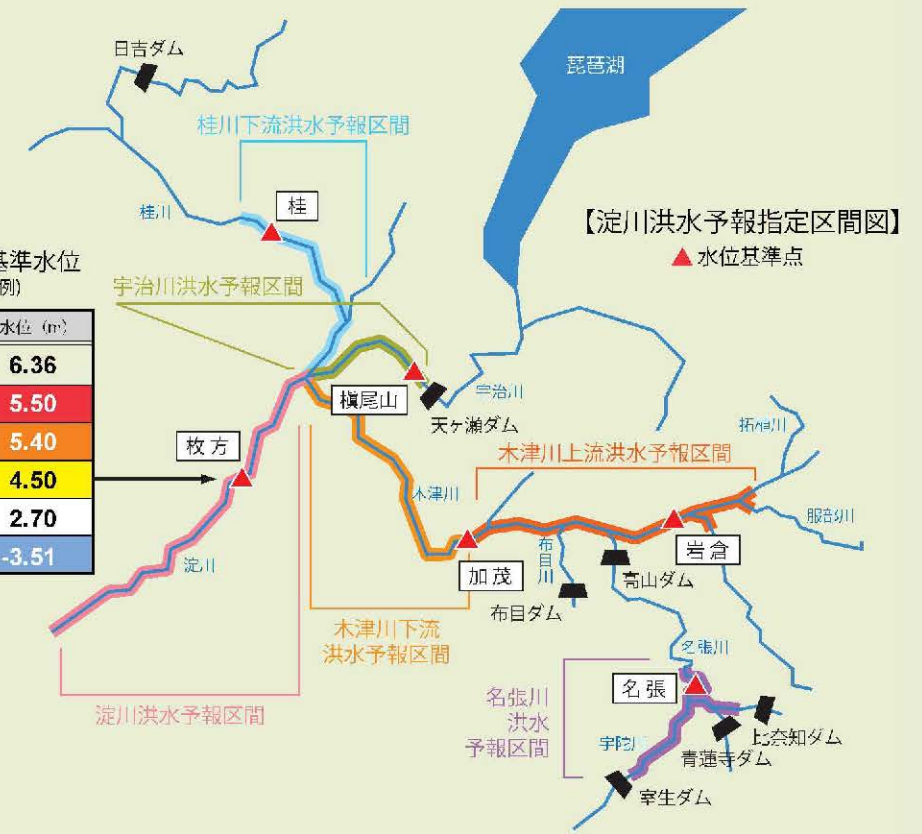 日吉ダム
琵琶湖
桂川下流洪水予報区間
桂川
桂
【淀川洪水予報指定区間図】
▲水位基準点
基準水位
例)
水位 (m)
6.36
5.50
5.40
4.50
2.70
-3.51
宇治川洪水予報区間
槇尾山
宇治川
天ヶ瀬ダム
枚方
木津川上流洪水予報区間
拓植川
木津川
服部川
淀川
加茂
布目川
岩倉
高山ダム
布目ダム
木津川下流
洪水予報区間
名張川
名張川
洪水
予報区間
名張
淀川洪水予報区間
宇陀川
比奈知ダム
青蓮寺ダム
室生ダム